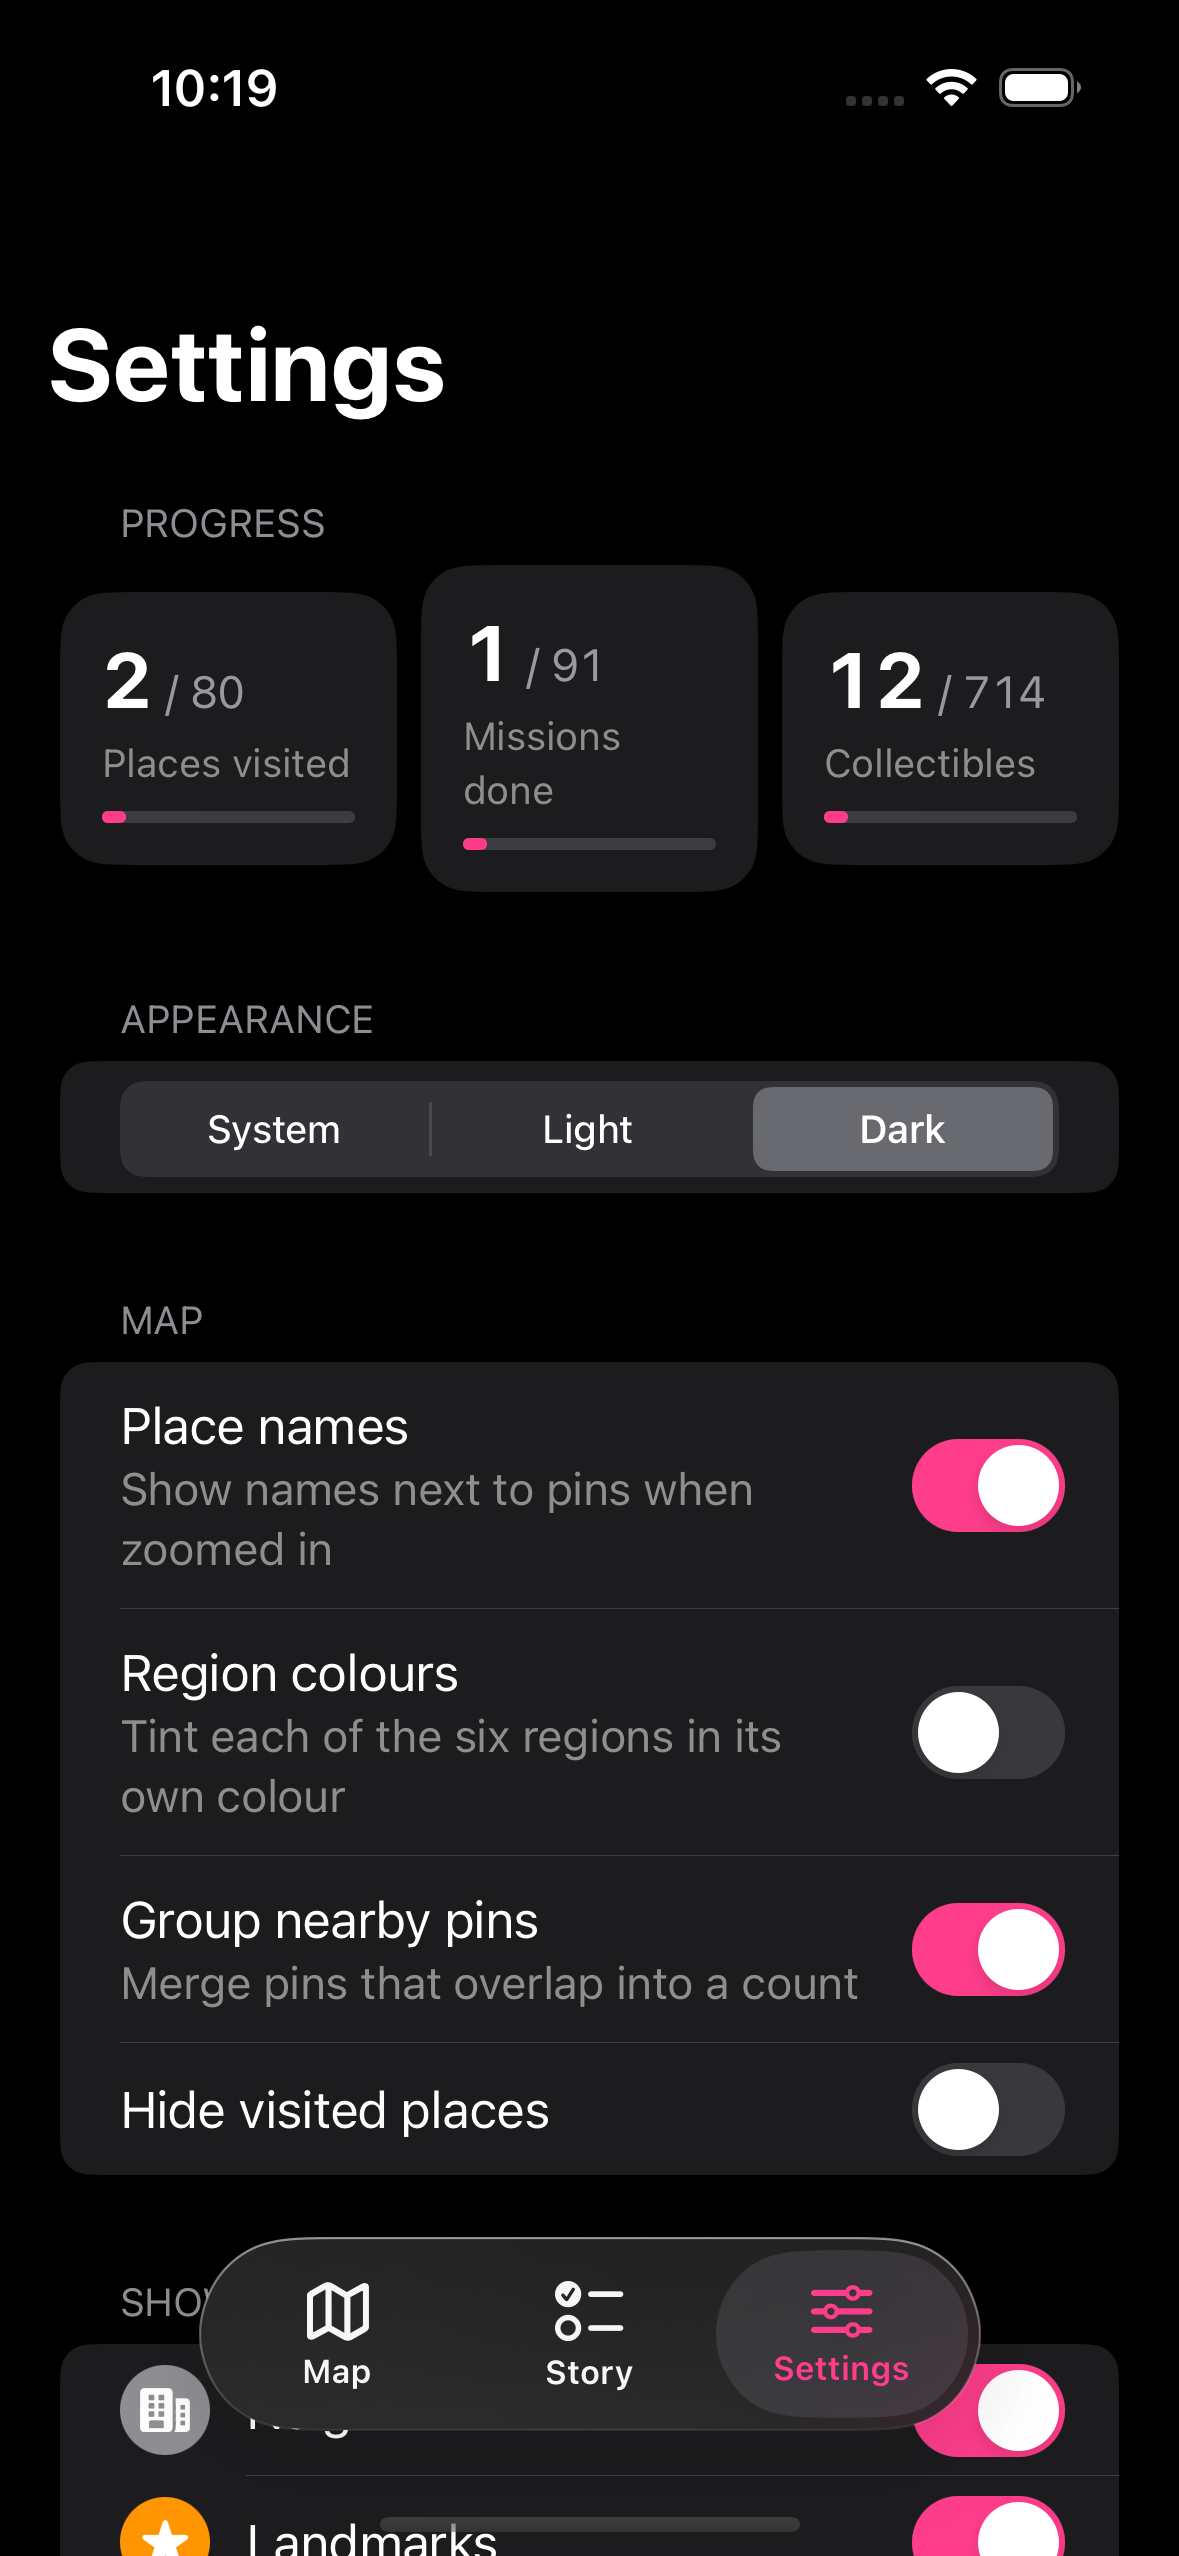 10:19
Settings
PROGRESS
2 / 80
Places visited
1 / 91
Missions
done
12 / 714
Collectibles
APPEARANCE
System
Light
Dark
MAP
Place names
Show names next to pins when
zoomed in
Region colours
Tint each of the six regions in its
own colour
Group nearby pins
Merge pins that overlap into a count
Hide visited places
Map
Story
Settings
Landmarks